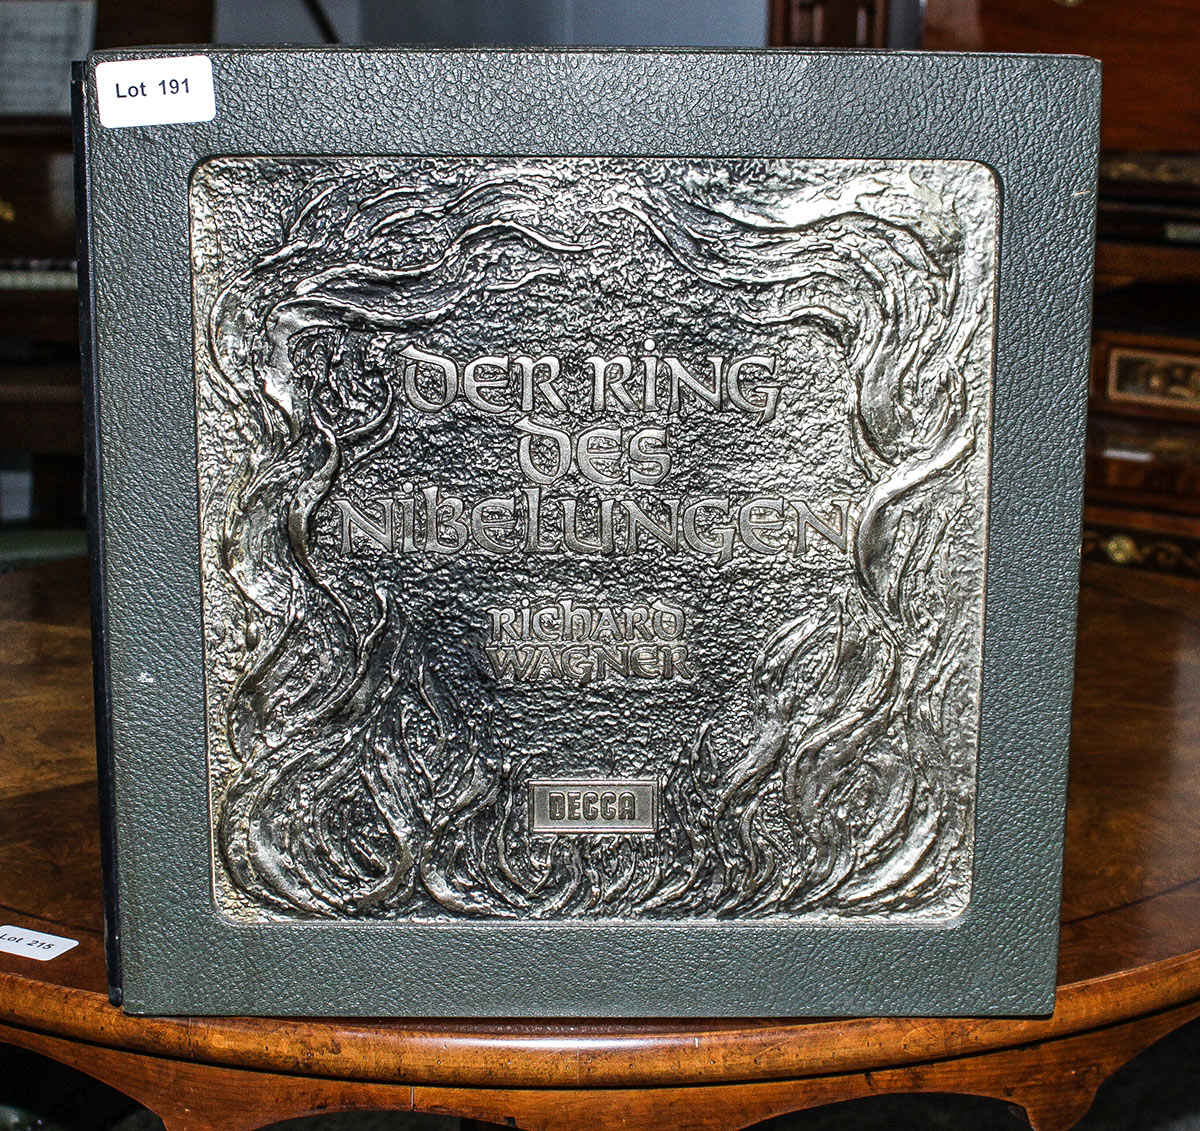 Lot 191
DER RING
DES
NIBELUNGEN
RICHARD
WAGNER
DECCA
Lot 215